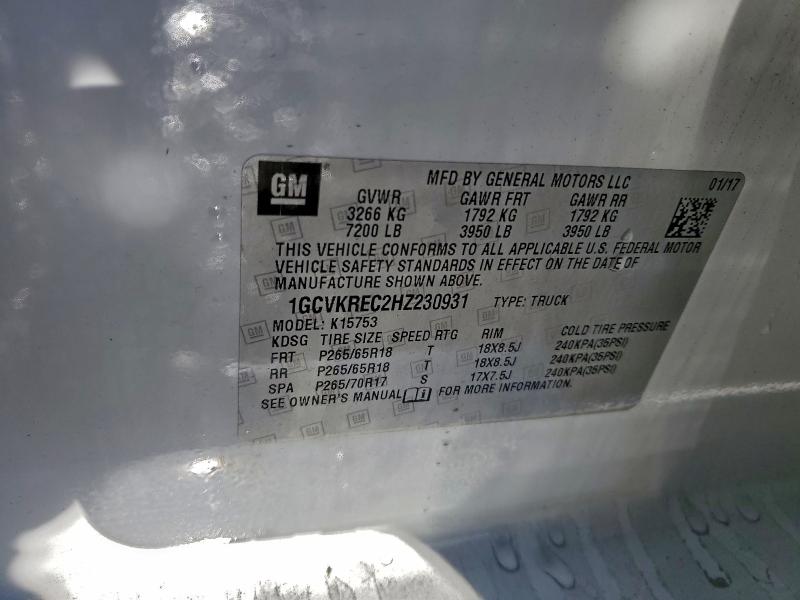 GM
MFD BY GENERAL MOTORS LLC 01/17
GVWR GAWR FRT GAWR RR
3266 KG 1792 KG 1792 KG
7200 LB 3950 LB 3950 LB
THIS VEHICLE CONFORMS TO ALL APPLICABLE U.S. FEDERAL MOTOR
VEHICLE SAFETY STANDARDS IN EFFECT ON THE DATE OF
MANUFACTURE SHOWN ABOVE.
1GCVKREC2HZ230931 TYPE: TRUCK
MODEL: K15753
KDSG TIRE SIZE SPEED RTG RIM COLD TIRE PRESSURE
FRT P265/65R18 T 18X8.5J 240KPA(35PSI)
RR P265/65R18 T 18X8.5J 240KPA(35PSI)
SPA P265/70R17 S 17X7.5J 240KPA(35PSI)
SEE OWNER'S MANUAL i FOR MORE INFORMATION.